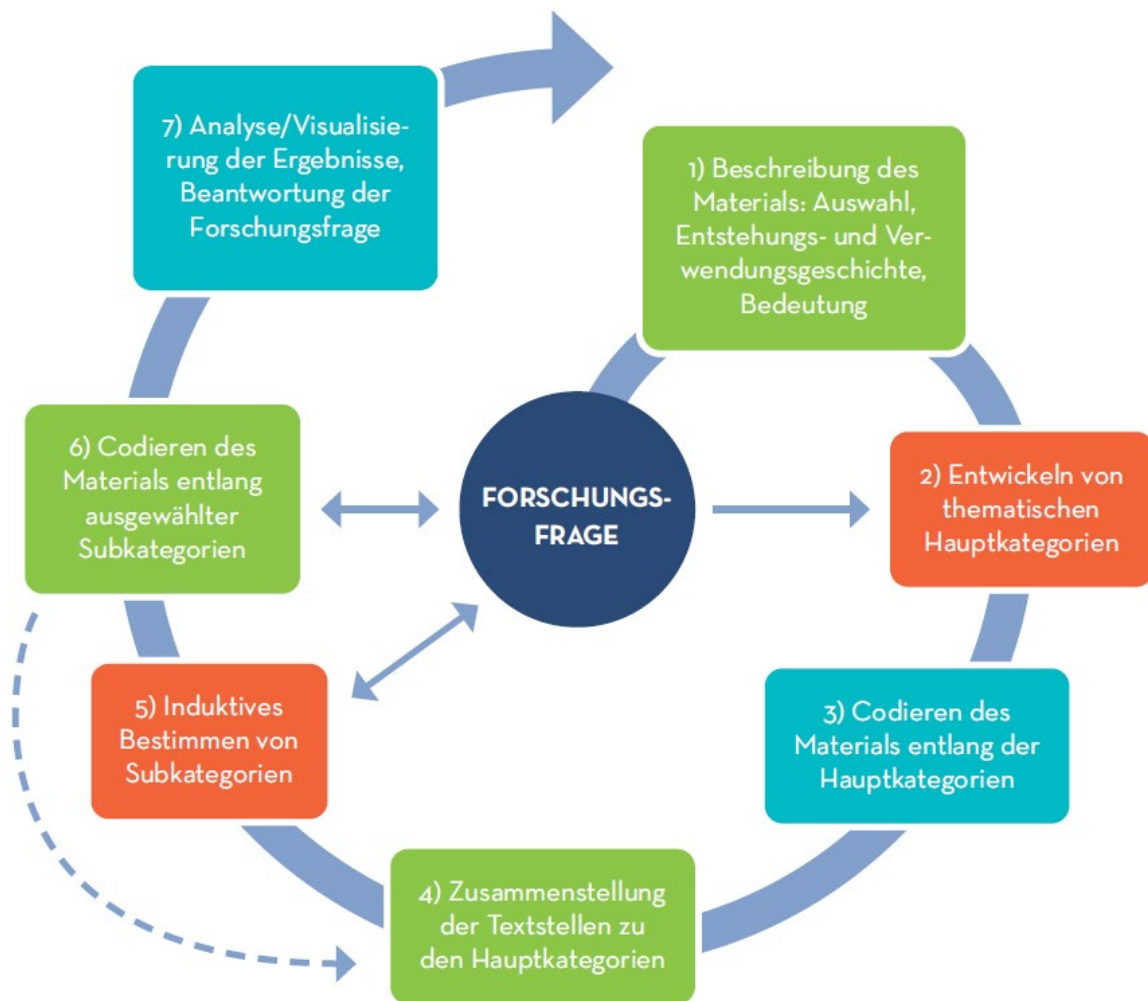 7) Analyse/Visualisie-
rung der Ergebnisse,
Beantwortung der
Forschungsfrage
1) Beschreibung des
Materials: Auswahl,
Entstehungs- und Ver-
wendungsgeschichte,
Bedeutung
6) Codieren des
Materials entlang
ausgewählter
Subkategorien
FORSCHUNGS-
FRAGE
2) Entwickeln von
thematischen
Hauptkategorien
5) Induktives
Bestimmen von
Subkategorien
3) Codieren des
Materials entlang der
Hauptkategorien
4) Zusammenstellung
der Textstellen zu
den Hauptkategorien